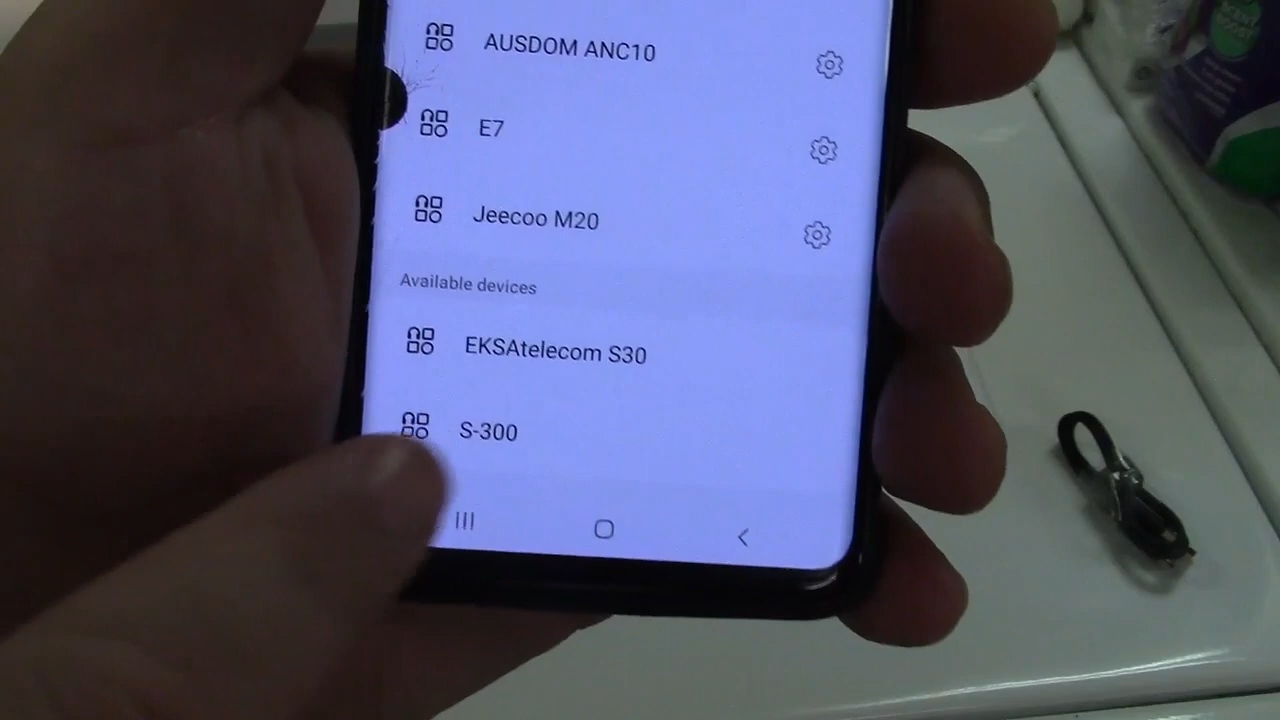 AUSDOM ANC10
E7
Jeecoo M20
Available devices
EKSAtelecom S30
S-300